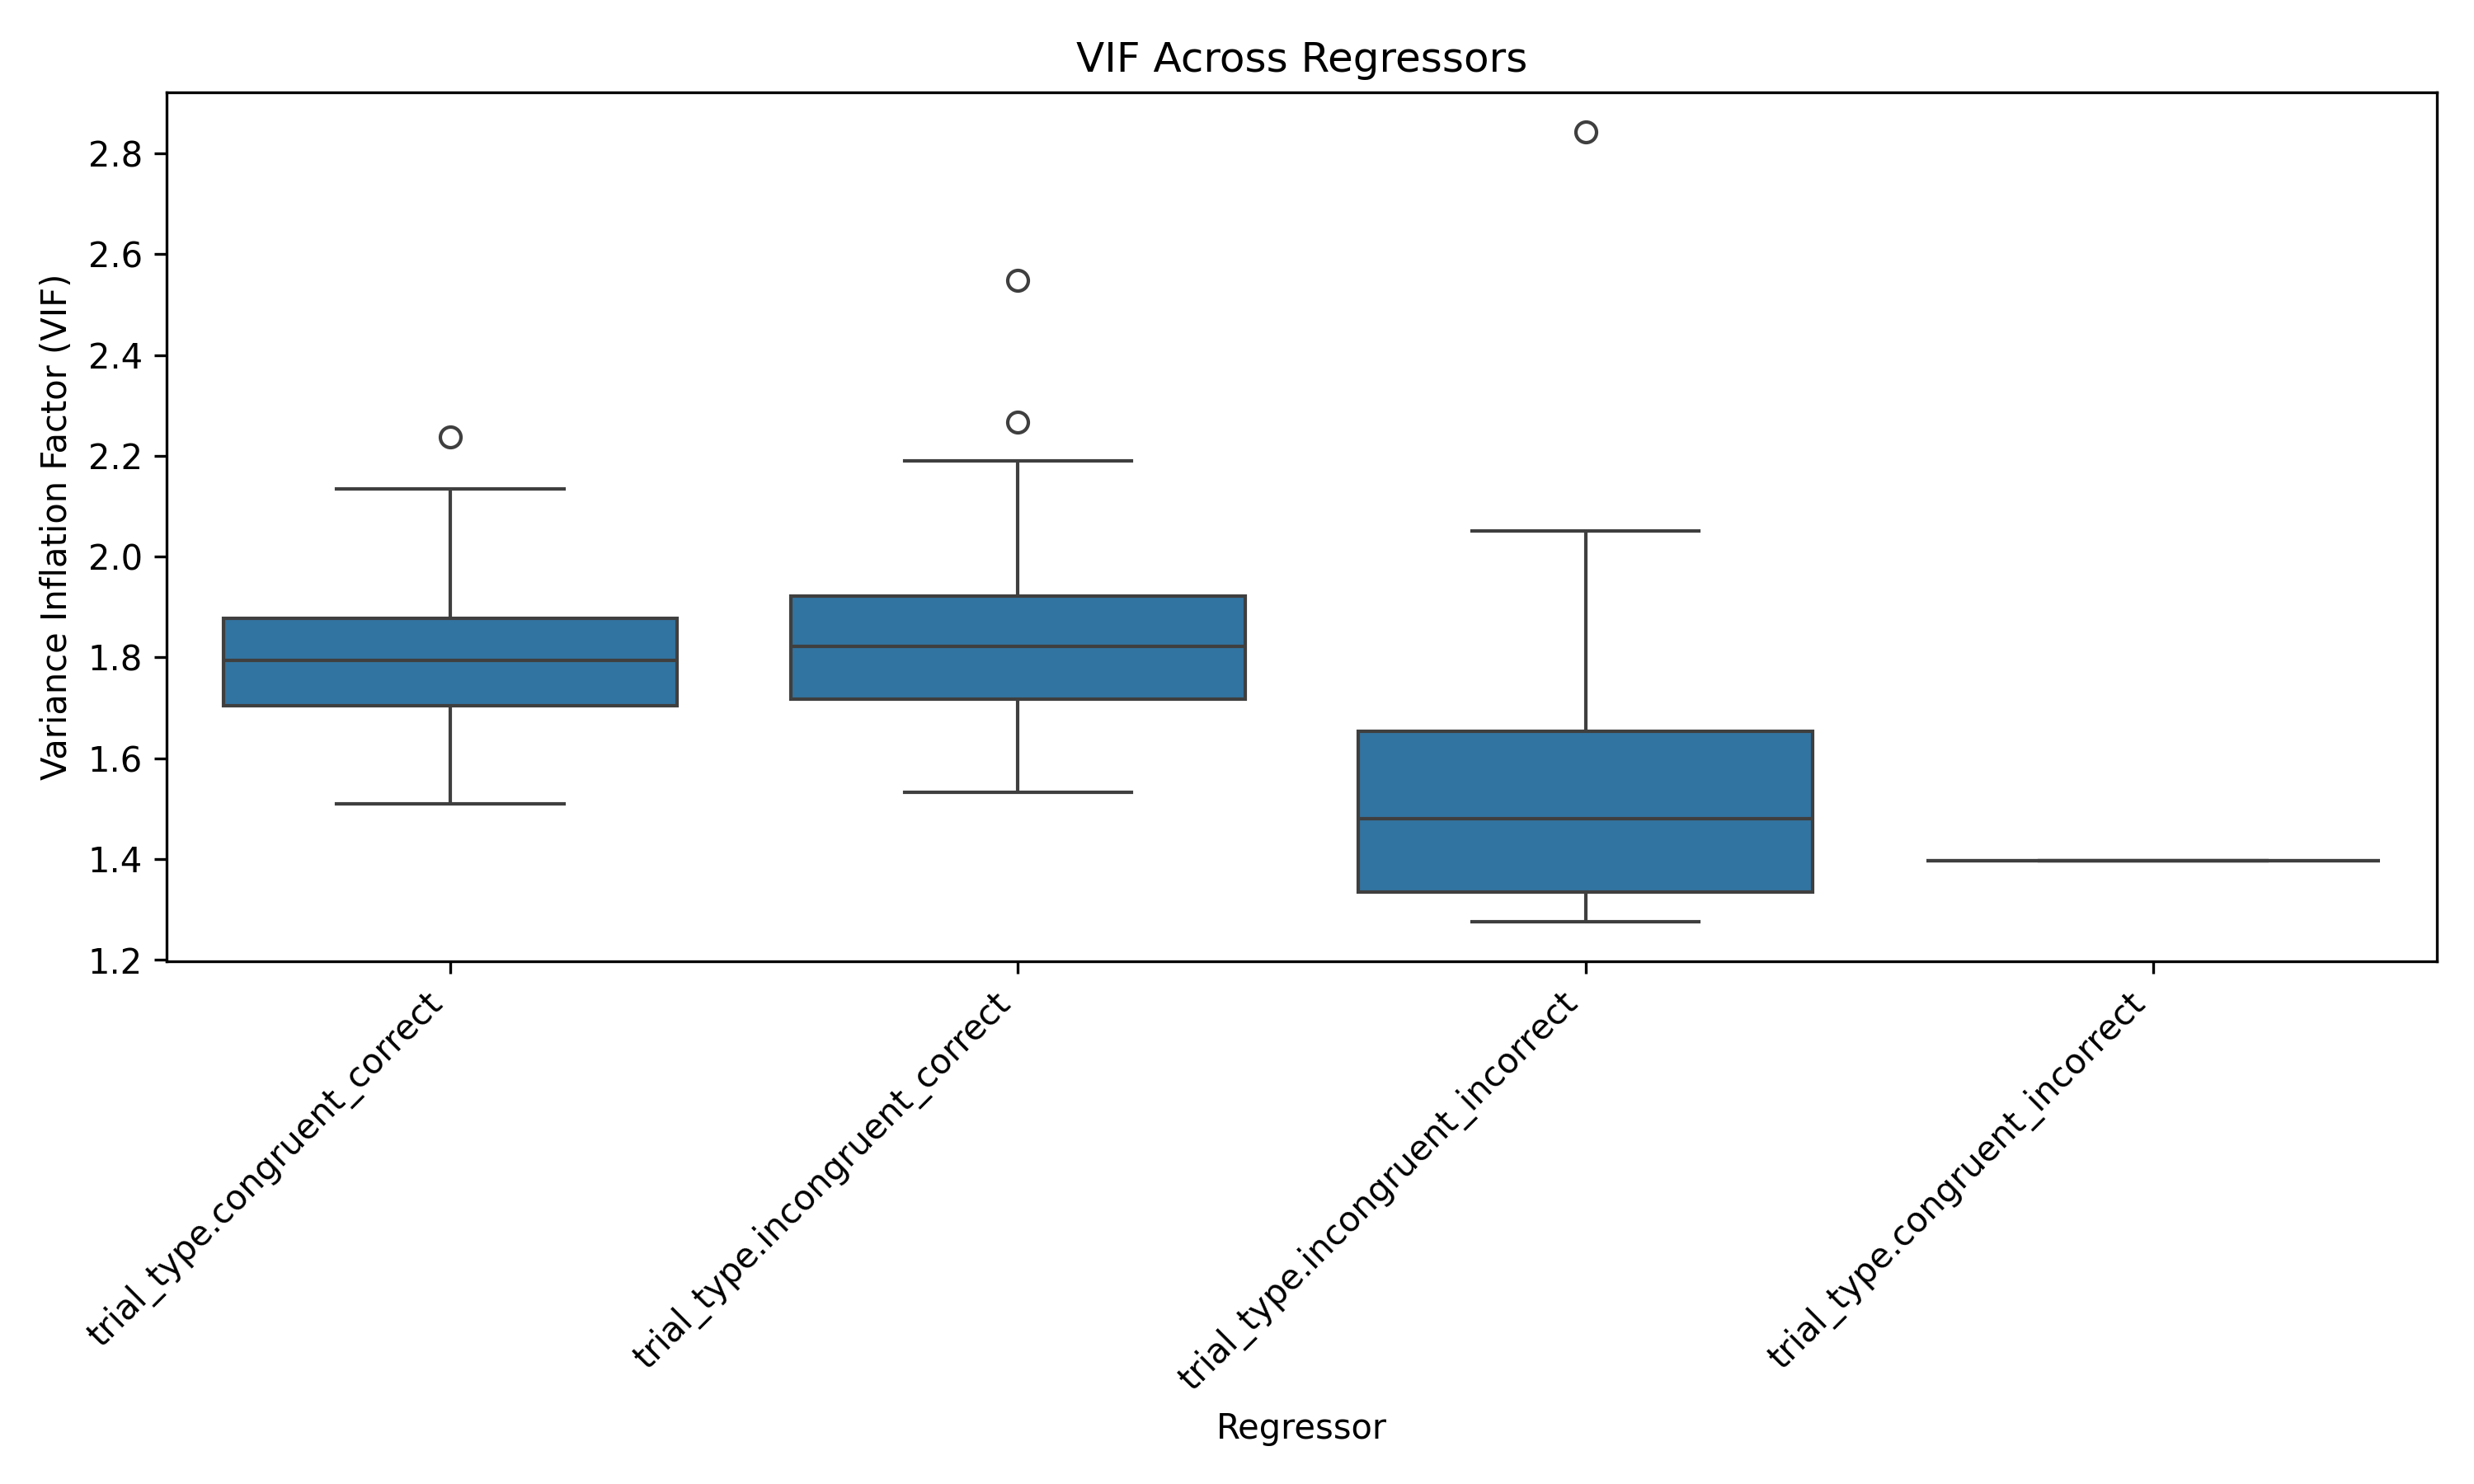 VIF Across Regressors
Variance Inflation Factor (VIF)
2.8
2.6
2.4
2.2
2.0
1.8
1.6
1.4
1.2
trial_type.congruent_correct
trial_type.incongruent_correct
trial_type.incongruent_incorrect
trial_type.congruent_incorrect
Regressor